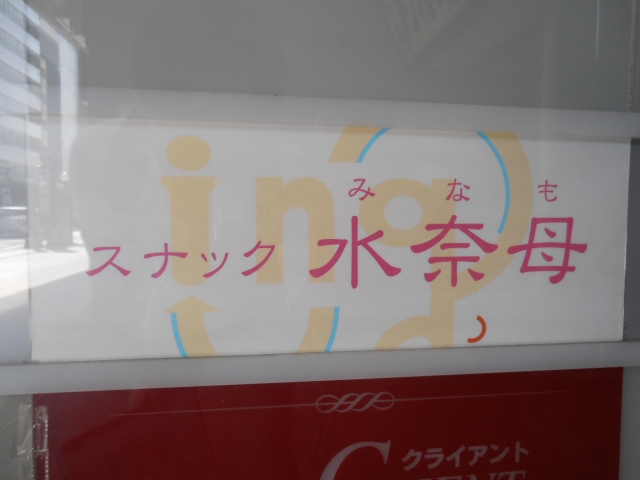 ing
みなも
スナック 水奈母
クライアント